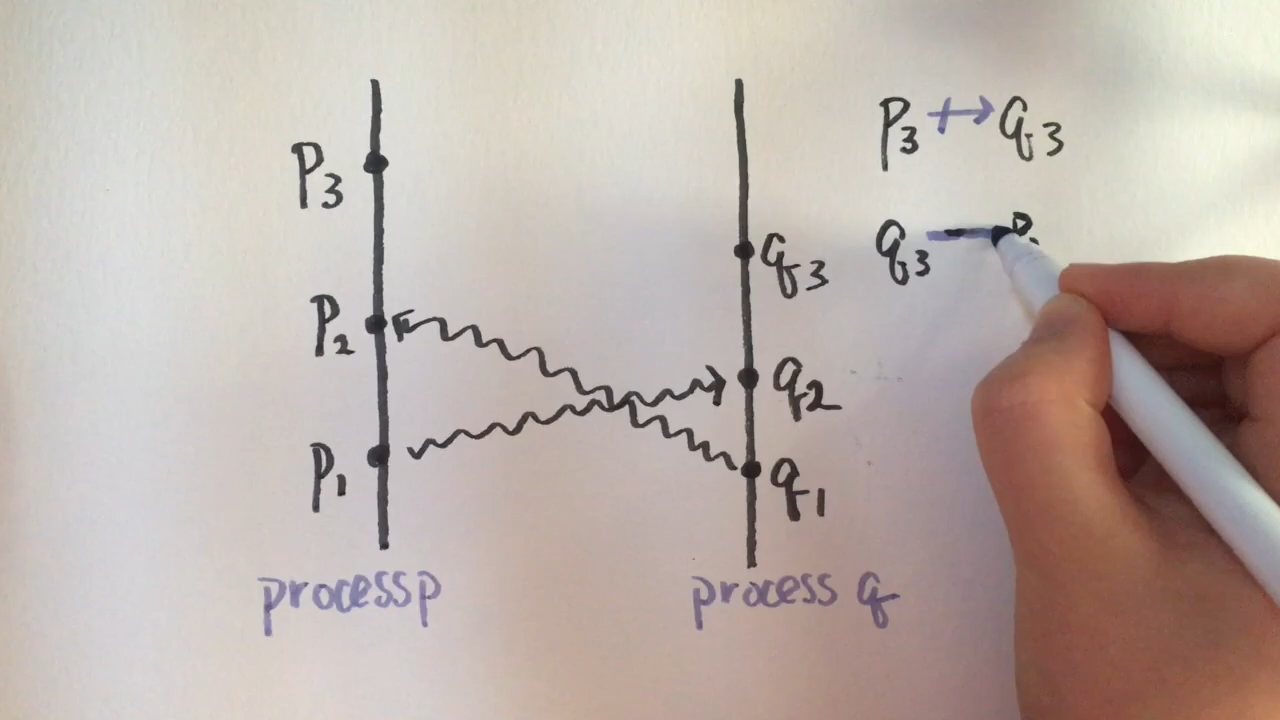 P3 ↛ q3
P3
q3
q3
P2
q2
P1
q1
process p
process q